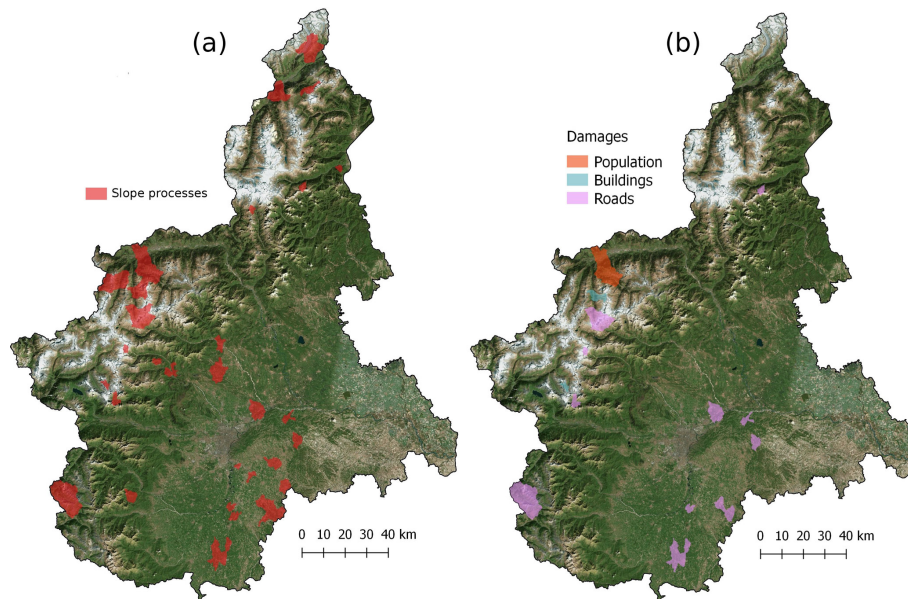 (a)
(b)
Damages
Population
Buildings
Roads
Slope processes
0 10 20 30 40 km
0 10 20 30 40 km